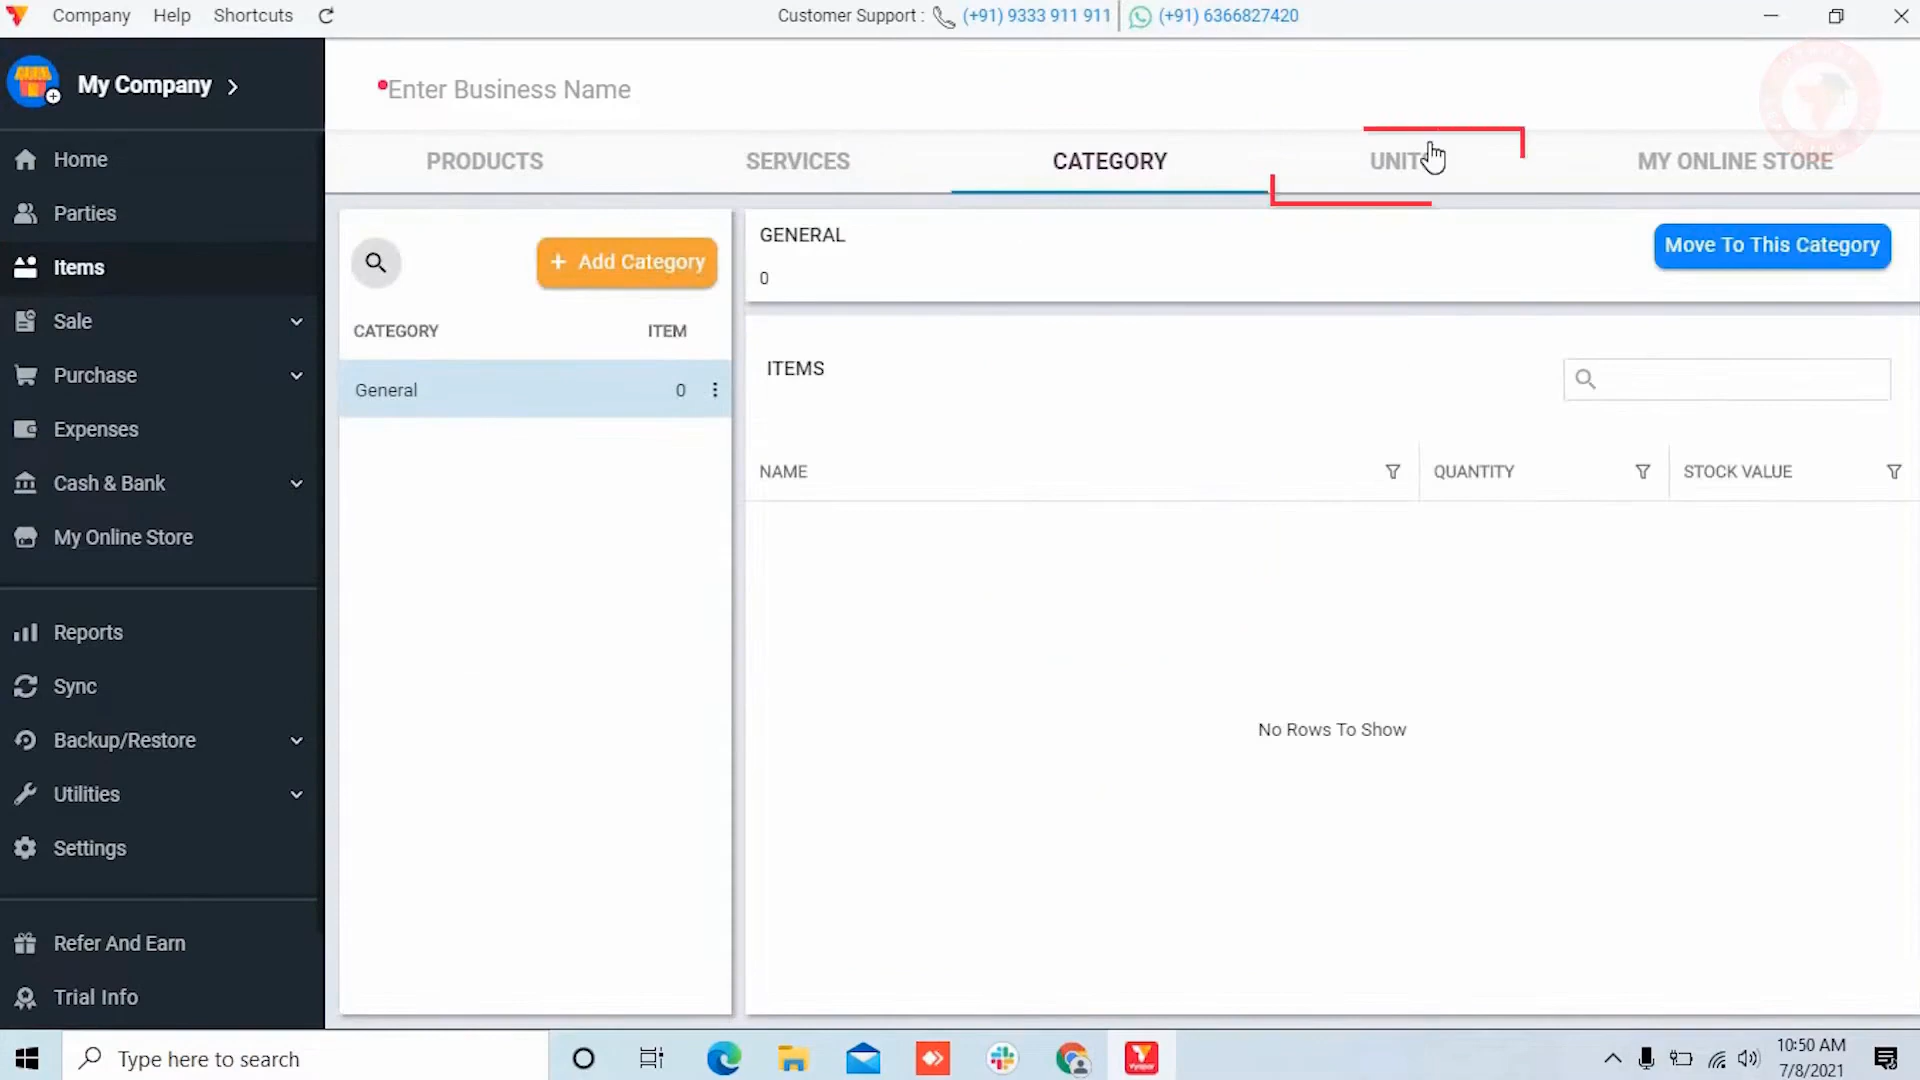 Company Help Shortcuts
Customer Support : (+91) 9333 911 911 (+91) 6366827420
My Company
Enter Business Name
Home
Parties
Items
Sale
Purchase
Expenses
Cash & Bank
My Online Store
Reports
Sync
Backup/Restore
Utilities
Settings
Refer And Earn
Trial Info
PRODUCTS SERVICES CATEGORY UNITS MY ONLINE STORE
+ Add Category
CATEGORY ITEM
General 0
GENERAL
0
Move To This Category
ITEMS
NAME QUANTITY STOCK VALUE
No Rows To Show
Type here to search
10:50 AM
7/8/2021